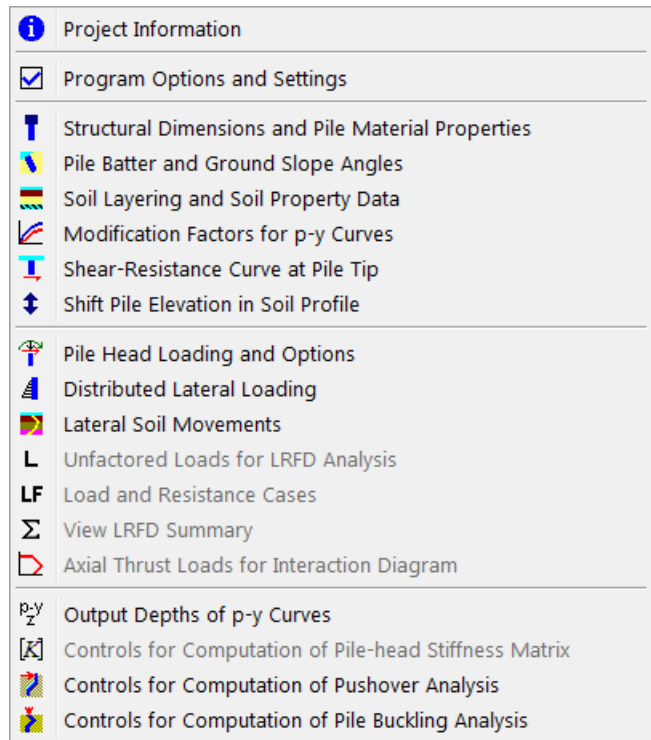 Project Information
Program Options and Settings
Structural Dimensions and Pile Material Properties
Pile Batter and Ground Slope Angles
Soil Layering and Soil Property Data
Modification Factors for p-y Curves
Shear-Resistance Curve at Pile Tip
Shift Pile Elevation in Soil Profile
Pile Head Loading and Options
Distributed Lateral Loading
Lateral Soil Movements
L Unfactored Loads for LRFD Analysis
LF Load and Resistance Cases
Σ View LRFD Summary
Axial Thrust Loads for Interaction Diagram
p-y z Output Depths of p-y Curves
[K] Controls for Computation of Pile-head Stiffness Matrix
Controls for Computation of Pushover Analysis
Controls for Computation of Pile Buckling Analysis